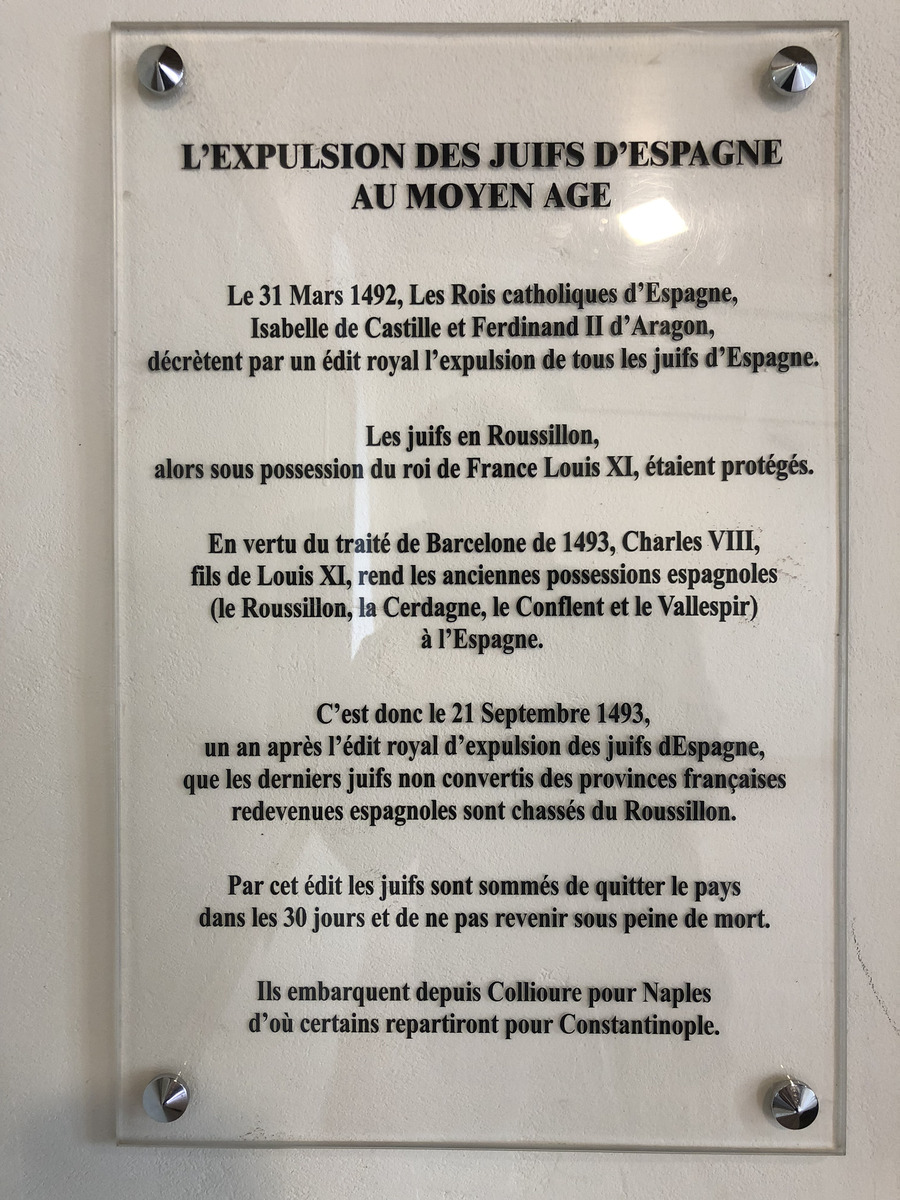 L’EXPULSION DES JUIFS D’ESPAGNE
AU MOYEN AGE
Le 31 Mars 1492, Les Rois catholiques d’Espagne,
Isabelle de Castille et Ferdinand II d’Aragon,
décrètent par un édit royal l’expulsion de tous les juifs d’Espagne.
Les juifs en Roussillon,
alors sous possession du roi de France Louis XI, étaient protégés.
En vertu du traité de Barcelone de 1493, Charles VIII,
fils de Louis XI, rend les anciennes possessions espagnoles
(le Roussillon, la Cerdagne, le Conflent et le Vallespir)
à l’Espagne.
C’est donc le 21 Septembre 1493,
un an après l’édit royal d’expulsion des juifs dEspagne,
que les derniers juifs non convertis des provinces françaises
redevenues espagnoles sont chassés du Roussillon.
Par cet édit les juifs sont sommés de quitter le pays
dans les 30 jours et de ne pas revenir sous peine de mort.
Ils embarquent depuis Collioure pour Naples
d’où certains repartiront pour Constantinople.